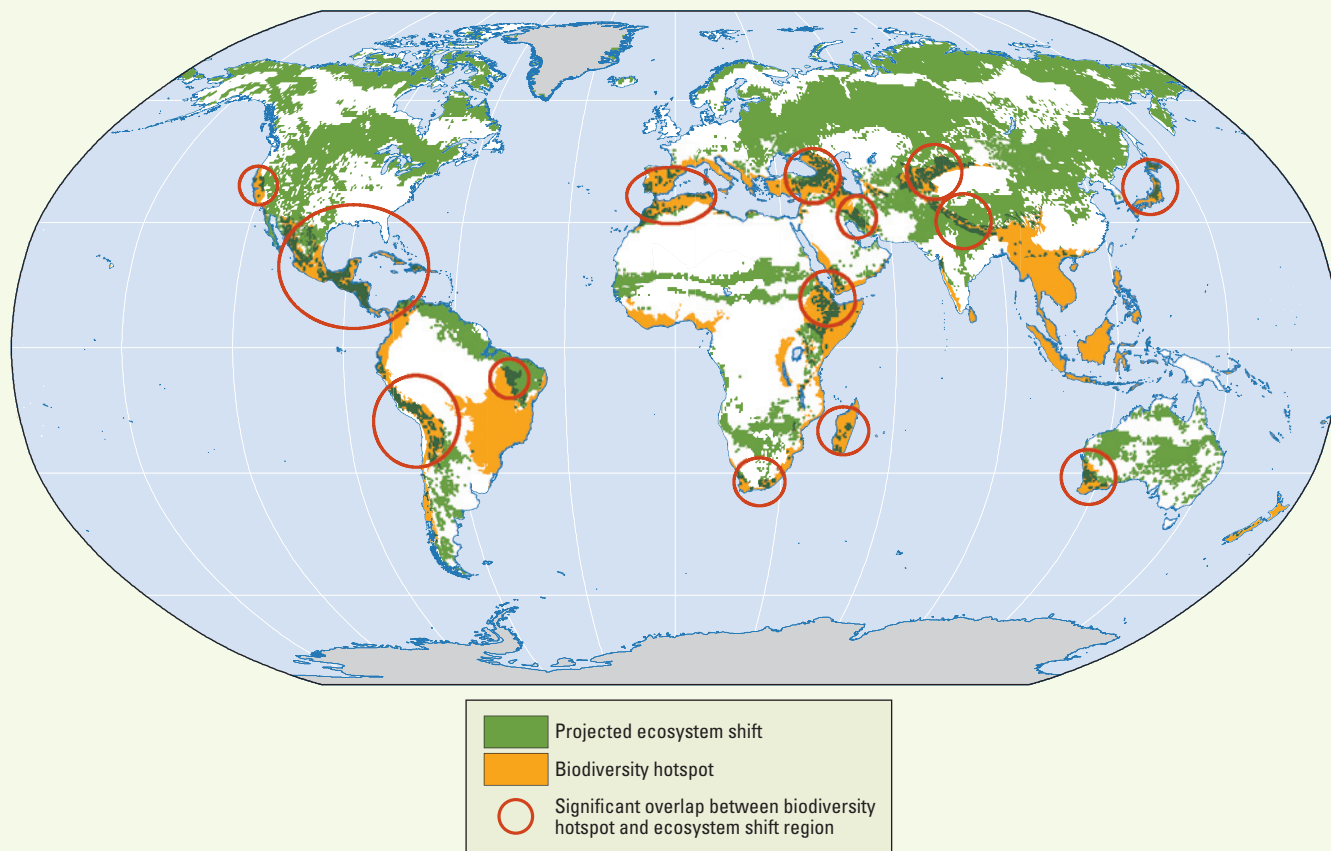 Projected ecosystem shift
Biodiversity hotspot
Significant overlap between biodiversity
hotspot and ecosystem shift region